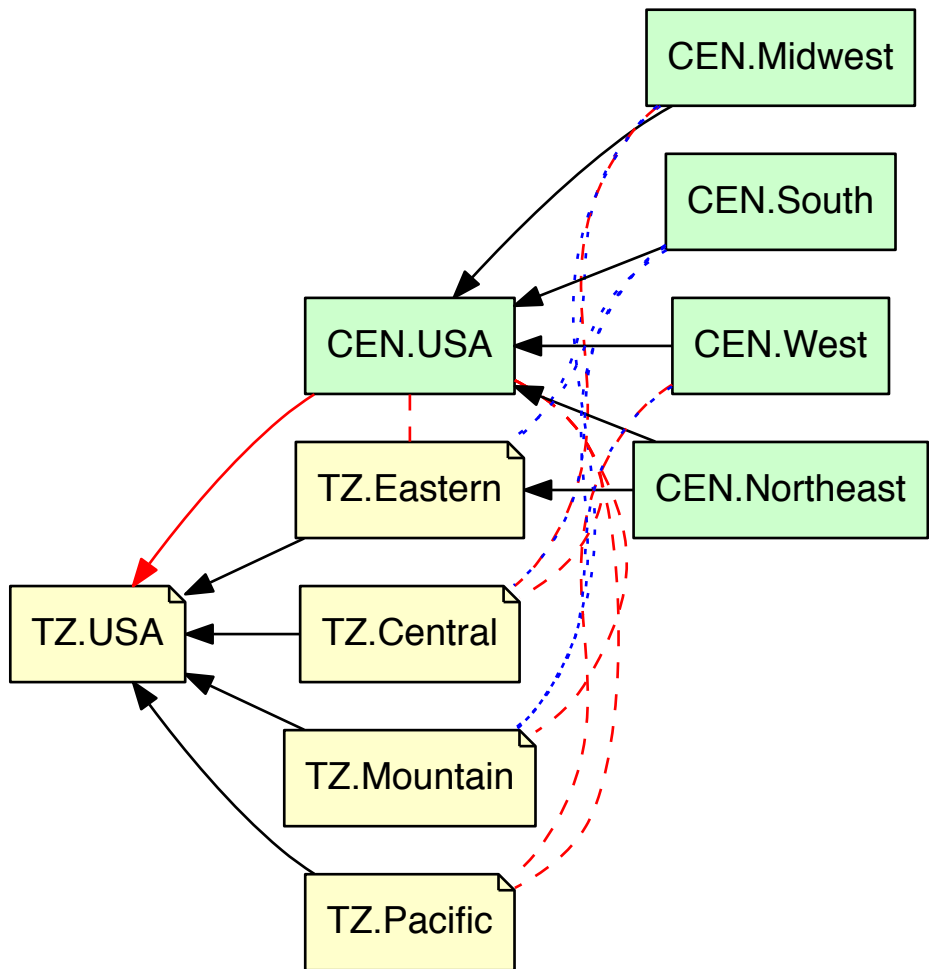 CEN.Midwest
CEN.South
CEN.USA
CEN.West
TZ.Eastern
CEN.Northeast
TZ.USA
TZ.Central
TZ.Mountain
TZ.Pacific